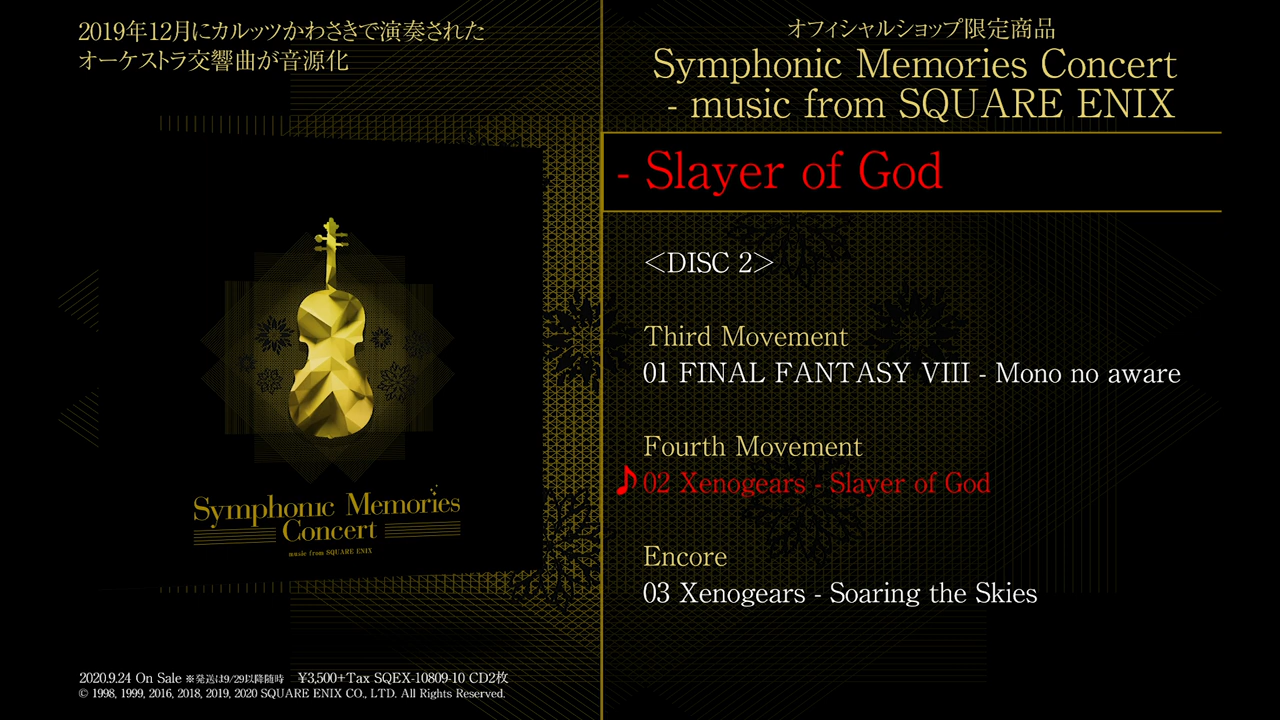 2019年12月にカルッツかわさきで演奏された
オーケストラ交響曲が音源化
Symphonic Memories
Concert
music from SQUARE ENIX
2020.9.24 On Sale ※発送は9/29以降随時 ¥3,500+Tax SQEX-10809-10 CD2枚
© 1998, 1999, 2016, 2018, 2019, 2020 SQUARE ENIX CO., LTD. All Rights Reserved.
オフィシャルショップ限定商品
Symphonic Memories Concert
- music from SQUARE ENIX
- Slayer of God
<DISC 2>
Third Movement
01 FINAL FANTASY VIII - Mono no aware
Fourth Movement
♪02 Xenogears - Slayer of God
Encore
03 Xenogears - Soaring the Skies